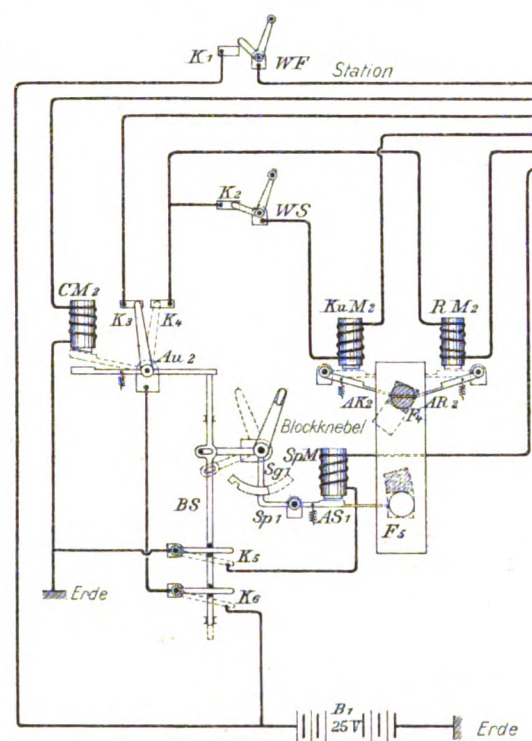 K1
WF
Station
K2
WS
CM2
K3
K4
KuM2
RM2
Au2
AK2
F4
AR2
Blockknebel
Sg1
SpM
BS
Sp1
AS1
F5
K5
Erde
K6
B1
25V
Erde